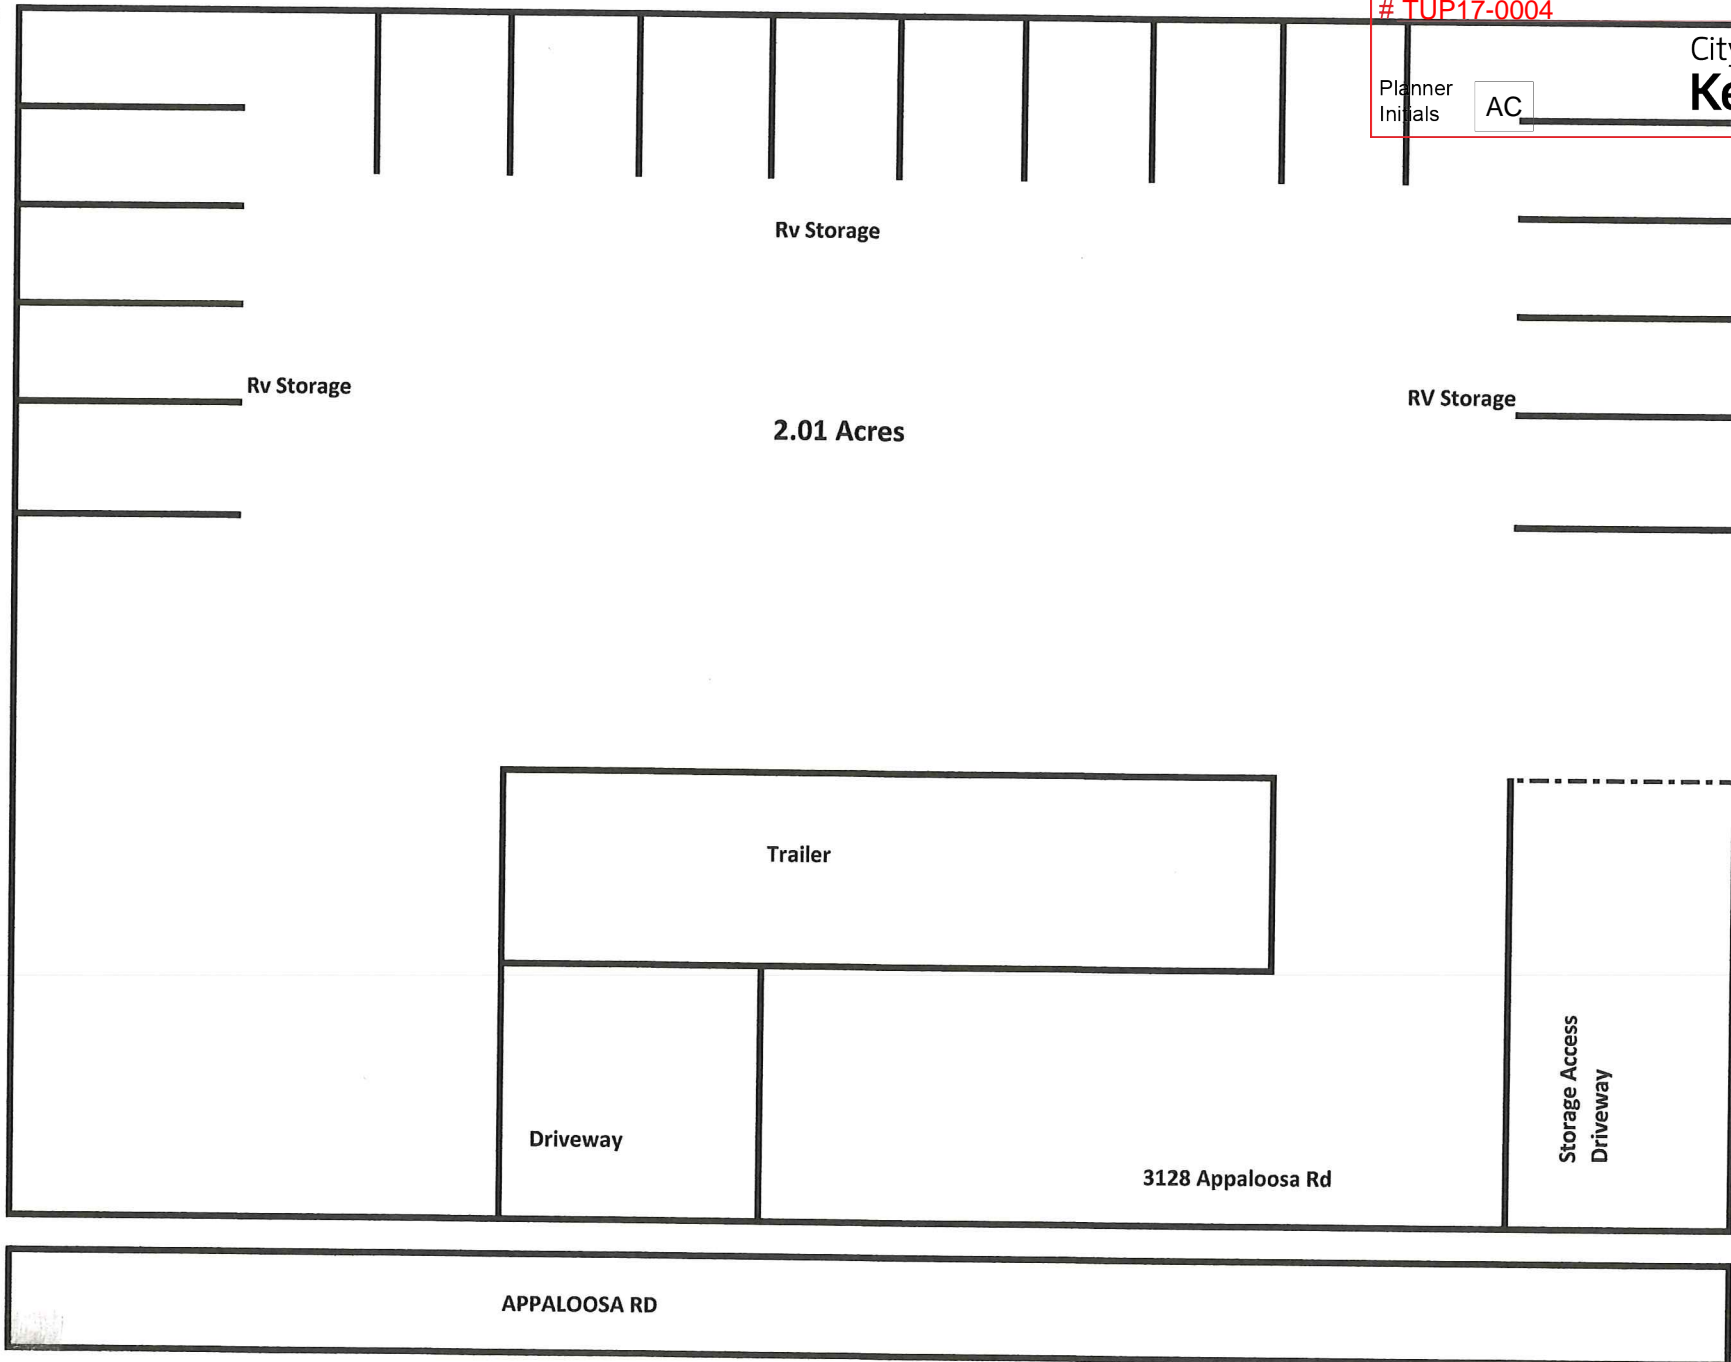 # TUP17-0004
City
Ke
Planner
Initials
AC
Rv Storage
Rv Storage
RV Storage
2.01 Acres
Trailer
Storage Access
Driveway
Driveway
3128 Appaloosa Rd
APPALOOSA RD